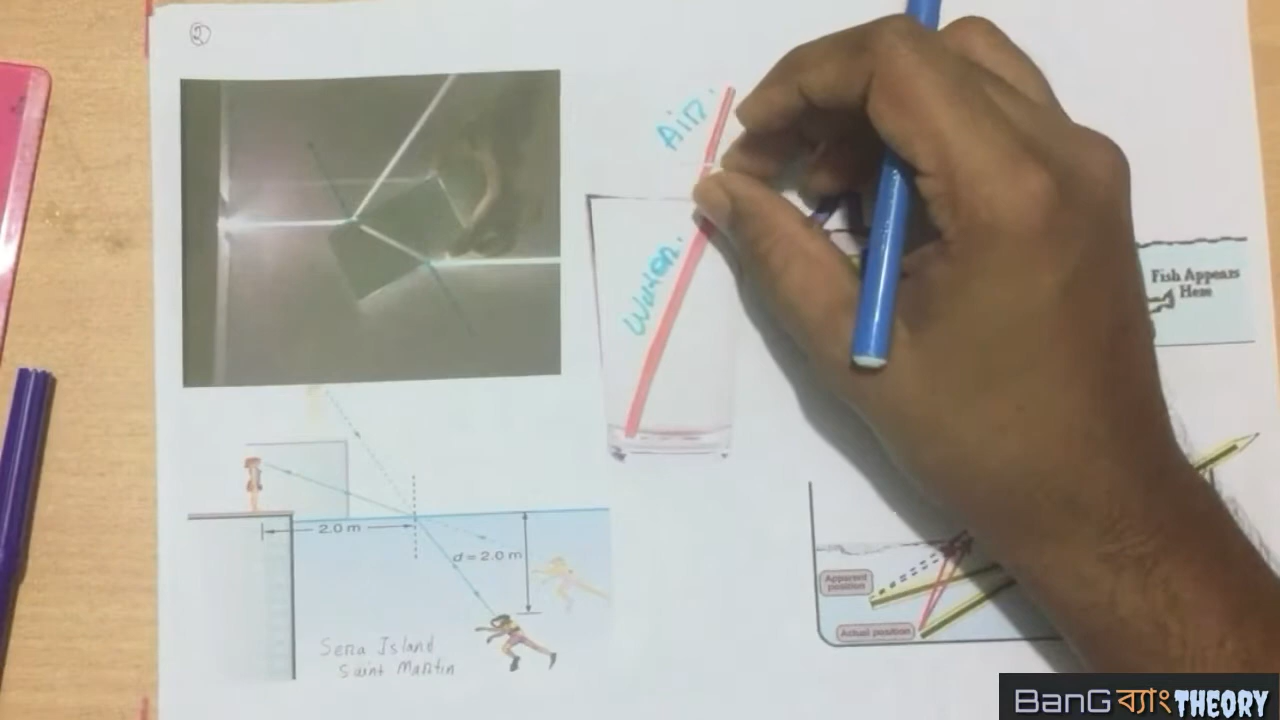 2
Air.
Water.
Fish Appears
Here
2.0 m
d = 2.0 m
Sena Island
Saint Martin
Apparent
position
Actual position
BanG ব্যাং THEORY